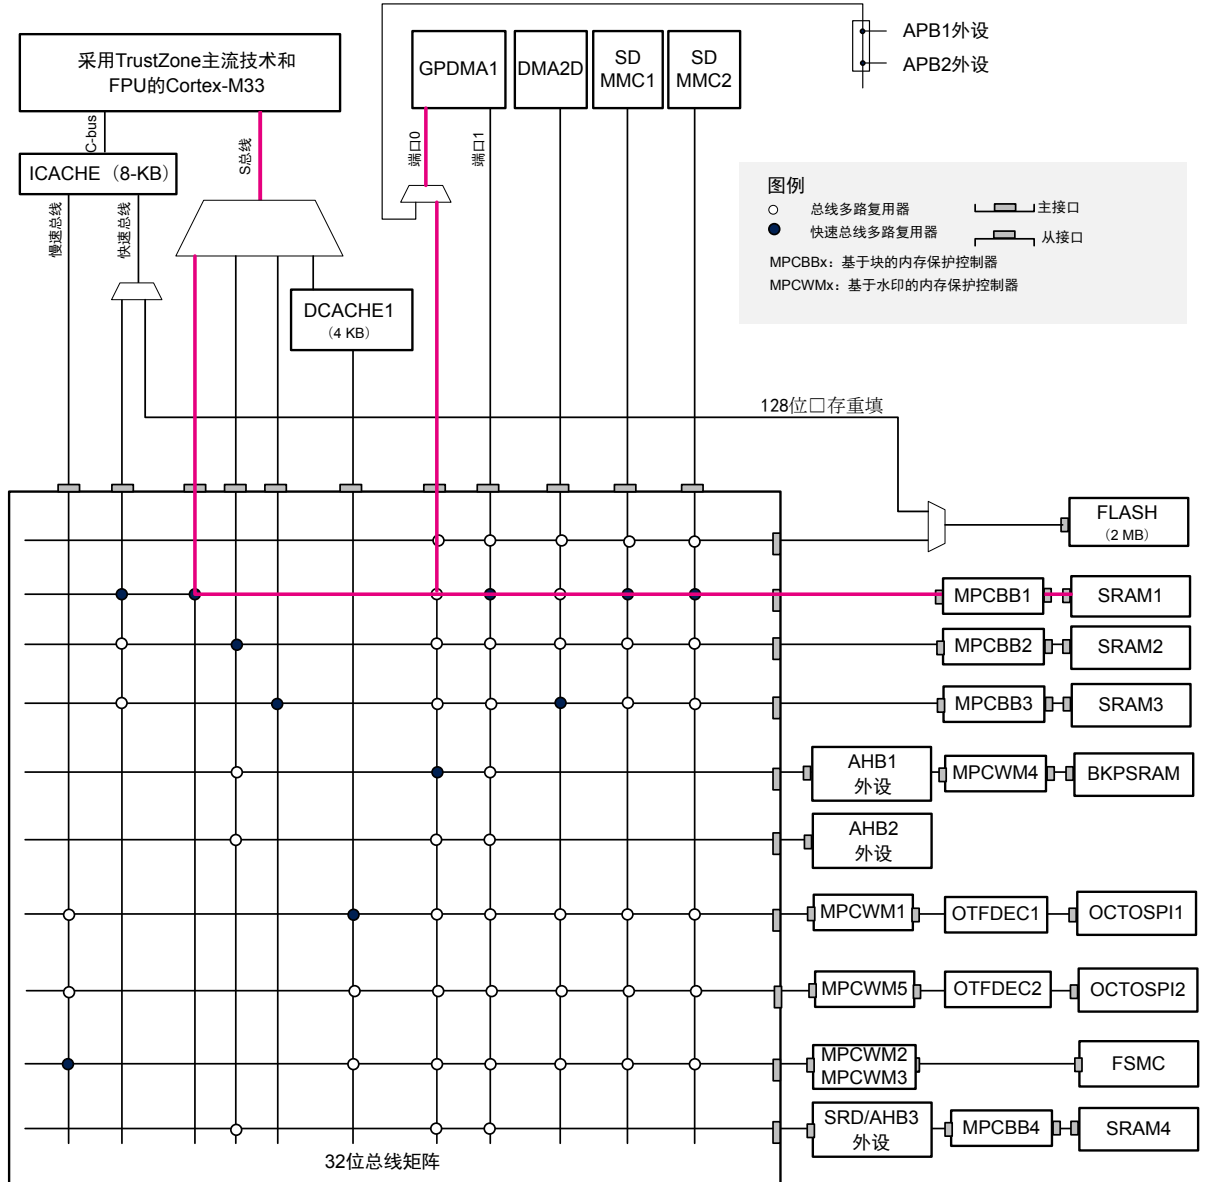 采用TrustZone主流技术和
FPU的Cortex-M33
GPDMA1
DMA2D
SD
MMC1
SD
MMC2
APB1外设
APB2外设
C-bus
S总线
端口0
端口1
ICACHE（8-KB）
慢速总线
快速总线
DCACHE1
（4 KB）
图例
总线多路复用器
主接口
快速总线多路复用器
从接口
MPCBBx：基于块的内存保护控制器
MPCWMx：基于水印的内存保护控制器
128位□存重填
FLASH
（2 MB）
MPCBB1
SRAM1
MPCBB2
SRAM2
MPCBB3
SRAM3
AHB1
外设
MPCWM4
BKPSRAM
AHB2
外设
MPCWM1
OTFDEC1
OCTOSPI1
MPCWM5
OTFDEC2
OCTOSPI2
MPCWM2
MPCWM3
FSMC
SRD/AHB3
外设
MPCBB4
SRAM4
32位总线矩阵